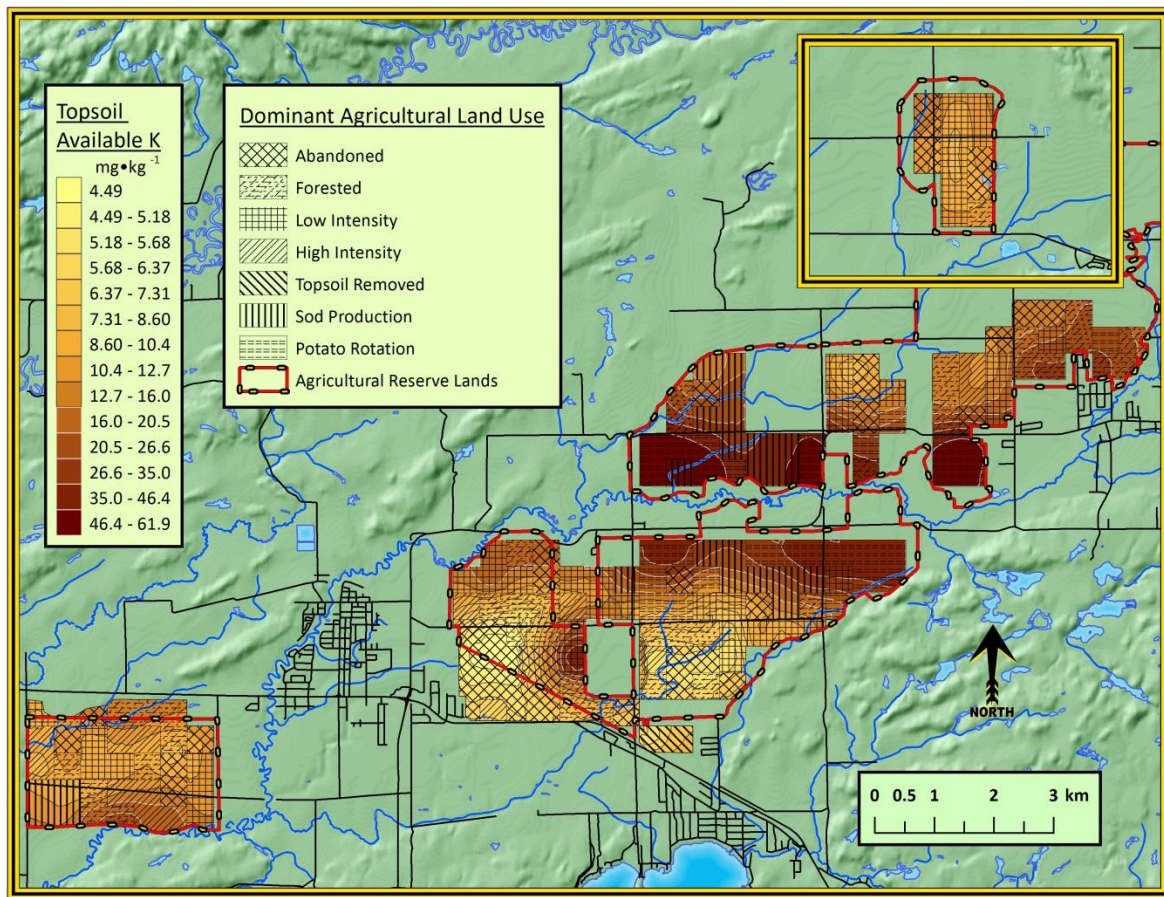 Topsoil
Available K
mg•kg⁻¹
4.49
4.49 - 5.18
5.18 - 5.68
5.68 - 6.37
6.37 - 7.31
7.31 - 8.60
8.60 - 10.4
10.4 - 12.7
12.7 - 16.0
16.0 - 20.5
20.5 - 26.6
26.6 - 35.0
35.0 - 46.4
46.4 - 61.9
Dominant Agricultural Land Use
Abandoned
Forested
Low Intensity
High Intensity
Topsoil Removed
Sod Production
Potato Rotation
Agricultural Reserve Lands
NORTH
0 0.5 1 2 3 km